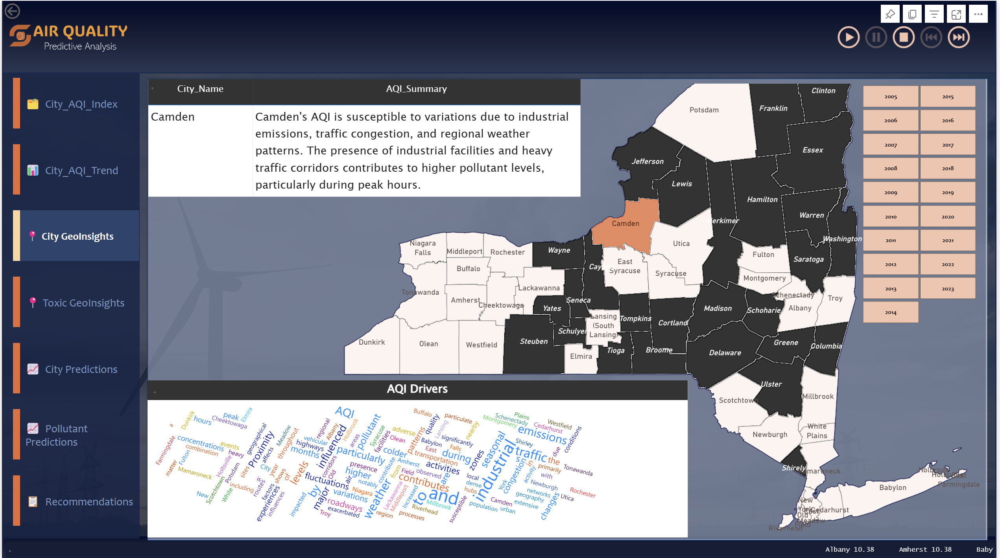 AIR QUALITY
Predictive Analysis
City_AQI_Index
City_AQI_Trend
City GeoInsights
Toxic GeoInsights
City Predictions
Pollutant
Predictions
Recommendations
City_Name
AQI_Summary
Camden
Camden's AQI is susceptible to variations due to industrial
emissions, traffic congestion, and regional weather
patterns. The presence of industrial facilities and heavy
traffic corridors contributes to higher pollutant levels,
particularly during peak hours.
Clinton
Potsdam
Franklin
Essex
Jefferson
Lewis
Hamilton
Warren
Herkimer
Camden
Washington
Niagara
Falls
Middleport
Rochester
Wayne
Utica
Fulton
Saratoga
East
Syracuse
Buffalo
Syracuse
Montgomery
Tonawanda
Lackawanna
Schenectady
Troy
Amherst
Cheektowaga
Seneca
Yates
Madison
Schoharie
Albany
Lansing
(South
Lansing)
Tompkins
Cortland
Schulyer
Steuben
Dunkirk
Olean
Westfield
Elmira
Tioga
Broome
Delaware
Greene
Columbia
Ulster
Scotchtown
Millbrook
White
Plains
Newburgh
Shirely
Holbrook
Farmingdale
Babylon
New
York
East
Old
Cedarhurst
Meadow
Field
Riverhead
2005
2015
2006
2016
2007
2017
2008
2018
2009
2019
2010
2020
2011
2021
2012
2022
2013
2023
2014
AQI Drivers
a
Dunkirk
hours
peak
Cheektowaga
Elmira
Farmingdale
concentrations
combination
events
heavy
matter
Fulton
Mamaroneck
Holtsville
Potsdam
sites
including
New
Scotchtown
White
geographical
Proximity
affects
Meadow
throughout
City
year
shows
of
is
routes
factors
experiences
influences
levels
months
highways
vehicular
regional
Albany
influenced
Holbrook
AQI
areas
pollutant
particularly
corridors
Old
fluctuations
air
by
major
impacted
variations
roadways
Troy
exacerbated
Niagara
notably
higher
presence
Syracuse
facilities
adverse
Olean
colder
contribute
Amherst
from
Field
observed
weather
region
Lackawanna
Middleport
Increased
processes
Riverhead
Millbrook
to
and
contributes
are
activities
transportation
East
Babylon
patterns
Buffalo
quality
particulate
Lansing
significantly
Falls
during
nearby
zones
local
dense
hubs
susceptible
population
urban
Camden
industrial
seasonal
Montgomery
Schenectady
Plains
Cedarhurst
Westfield
emissions
Shirley
traffic
the
due
conditions
in
primarily
Tonawanda
with
activity
congestion
York
Newburgh
networks
geography
extensive
changes
Utica
Rochester
Albany 10.38
Amherst 10.38
Baby